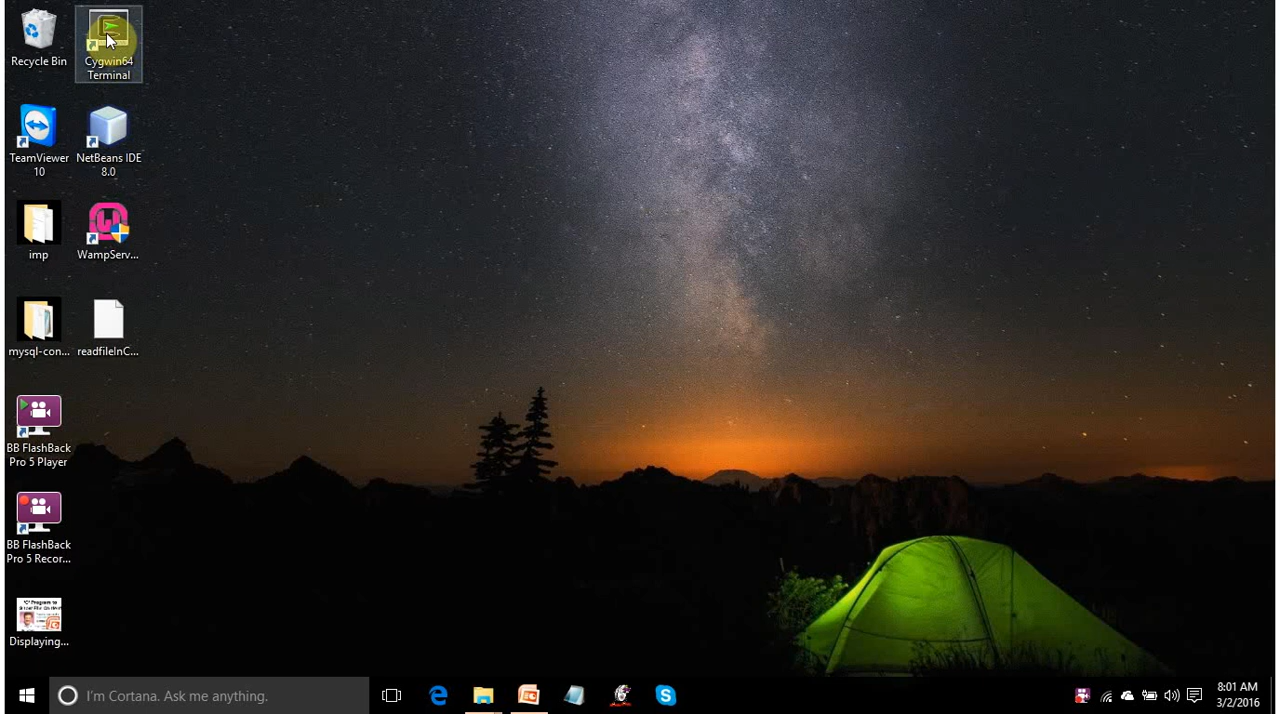 Recycle Bin
Cygwin64
Terminal
TeamViewer
10
NetBeans IDE
8.0
imp
WampServ...
mysql-con...
readfileInC...
BB FlashBack
Pro 5 Player
BB FlashBack
Pro 5 Recor...
Displaying...
I'm Cortana. Ask me anything.
8:01 AM
3/2/2016